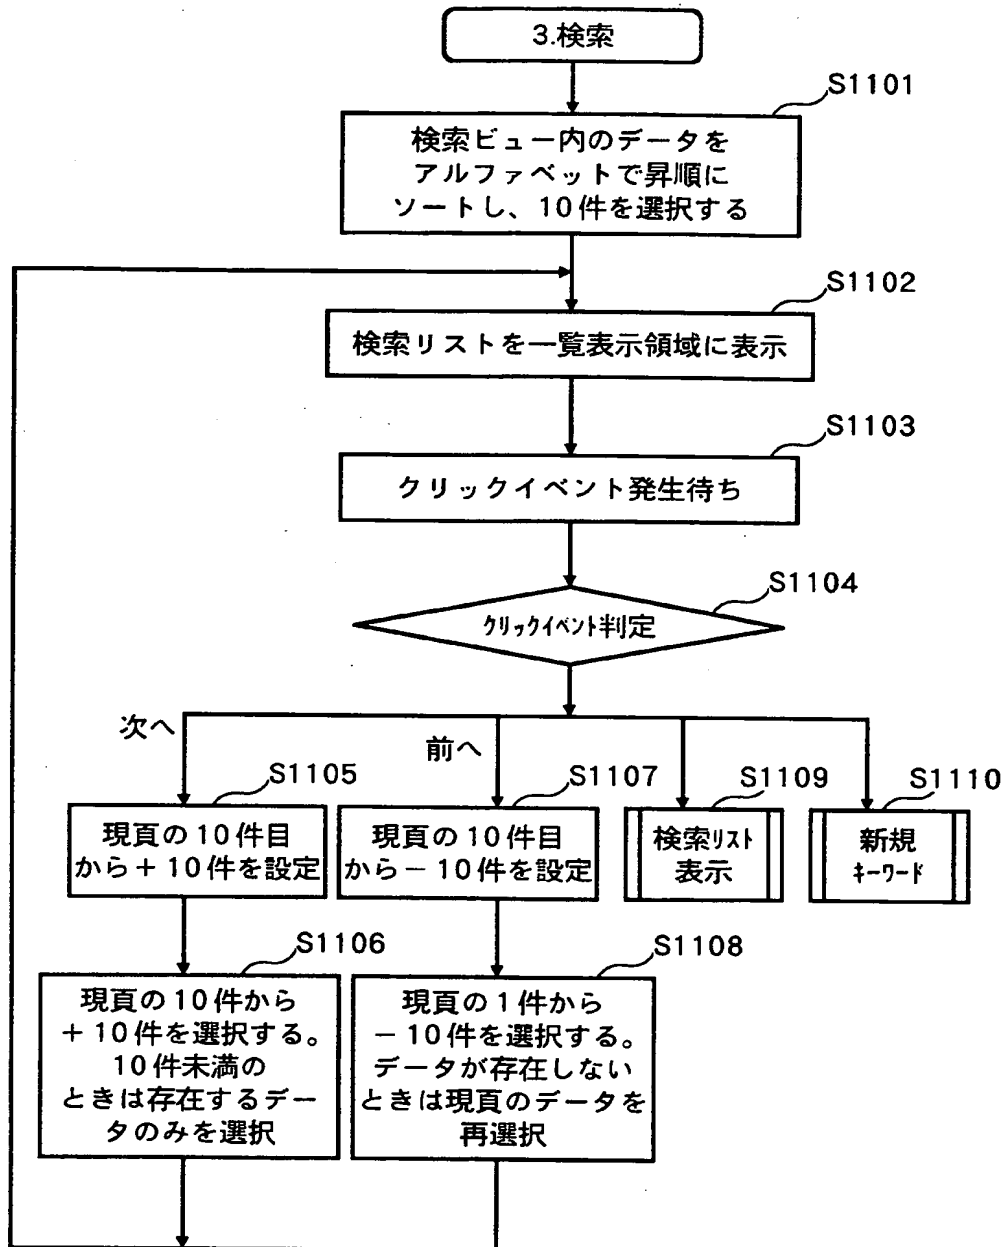 3.検索
S1101
検索ビュー内のデータを
アルファベットで昇順に
ソートし、10件を選択する
S1102
検索リストを一覧表示領域に表示
S1103
クリックイベント発生待ち
S1104
クリックイベント判定
次へ
前へ
S1105
現頁の10件目
から+10件を設定
S1107
現頁の10件目
から−10件を設定
S1109
検索リスト
表示
S1110
新規
キーワード
S1106
現頁の10件から
+10件を選択する。
10件未満の
ときは存在するデー
タのみを選択
S1108
現頁の1件から
−10件を選択する。
データが存在しない
ときは現頁のデータを
再選択